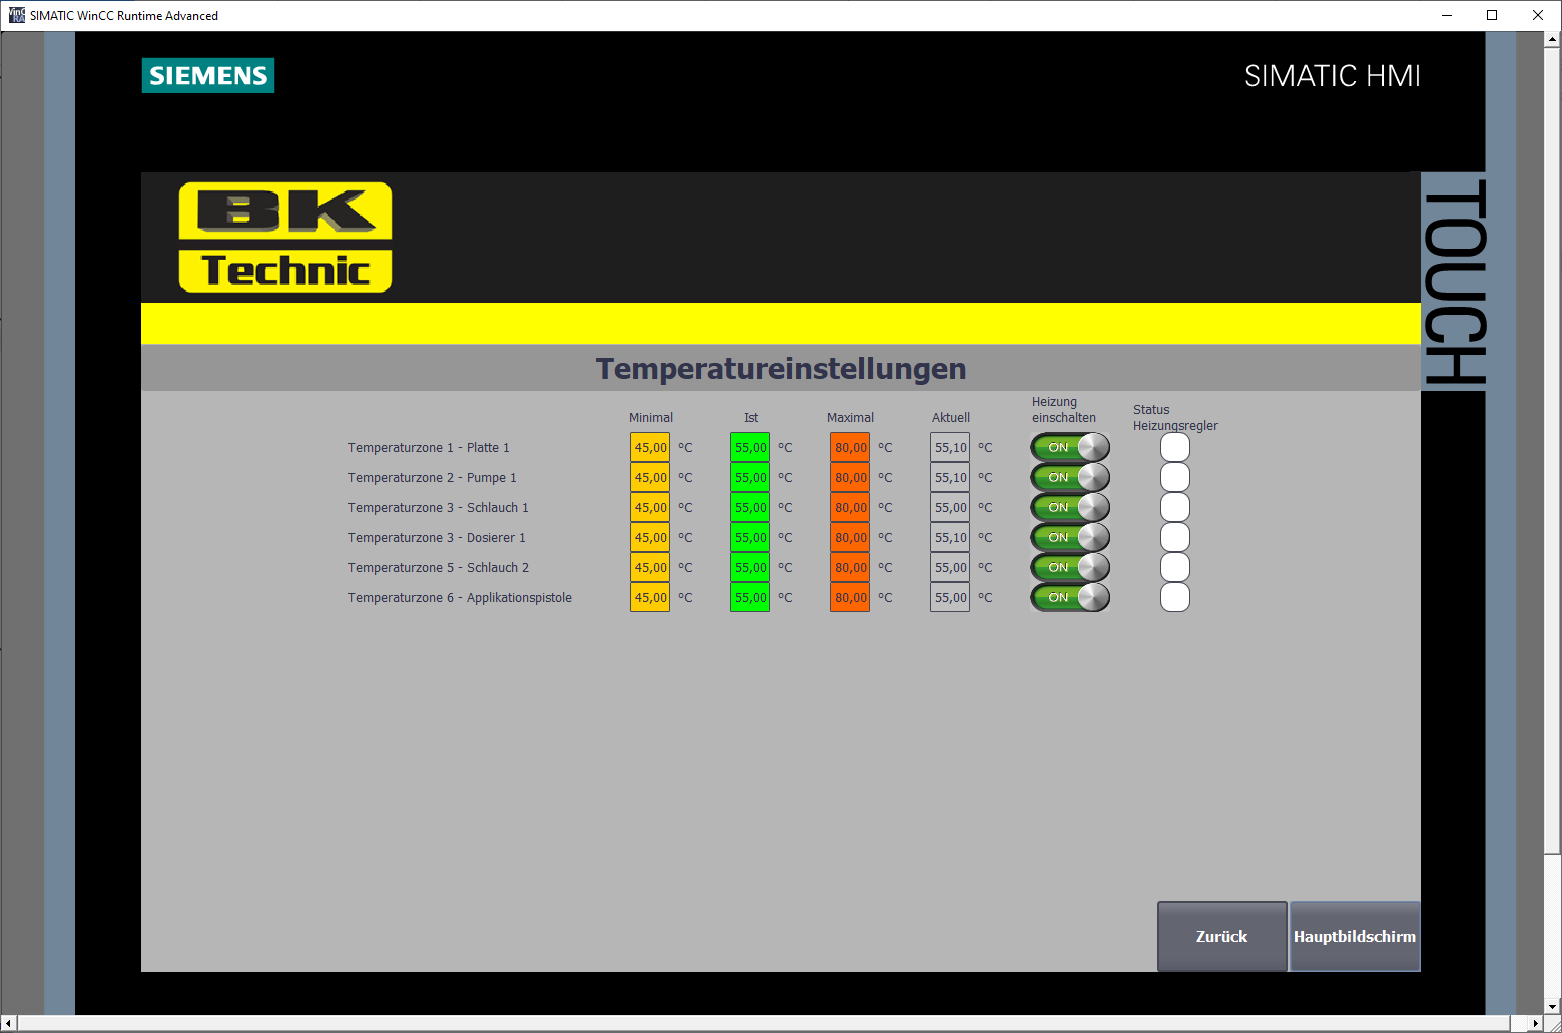 SIMATIC WinCC Runtime Advanced
SIEMENS
SIMATIC HMI
TOUCH
BK
Technic
Temperatureinstellungen
Minimal Ist Maximal Aktuell Heizung einschalten Status Heizungsregler
Temperaturzone 1 - Platte 1 45,00 °C 55,00 °C 80,00 °C 55,10 °C ON
Temperaturzone 2 - Pumpe 1 45,00 °C 55,00 °C 80,00 °C 55,10 °C ON
Temperaturzone 3 - Schlauch 1 45,00 °C 55,00 °C 80,00 °C 55,00 °C ON
Temperaturzone 3 - Dosierer 1 45,00 °C 55,00 °C 80,00 °C 55,10 °C ON
Temperaturzone 5 - Schlauch 2 45,00 °C 55,00 °C 80,00 °C 55,00 °C ON
Temperaturzone 6 - Applikationspistole 45,00 °C 55,00 °C 80,00 °C 55,00 °C ON
Zurück Hauptbildschirm